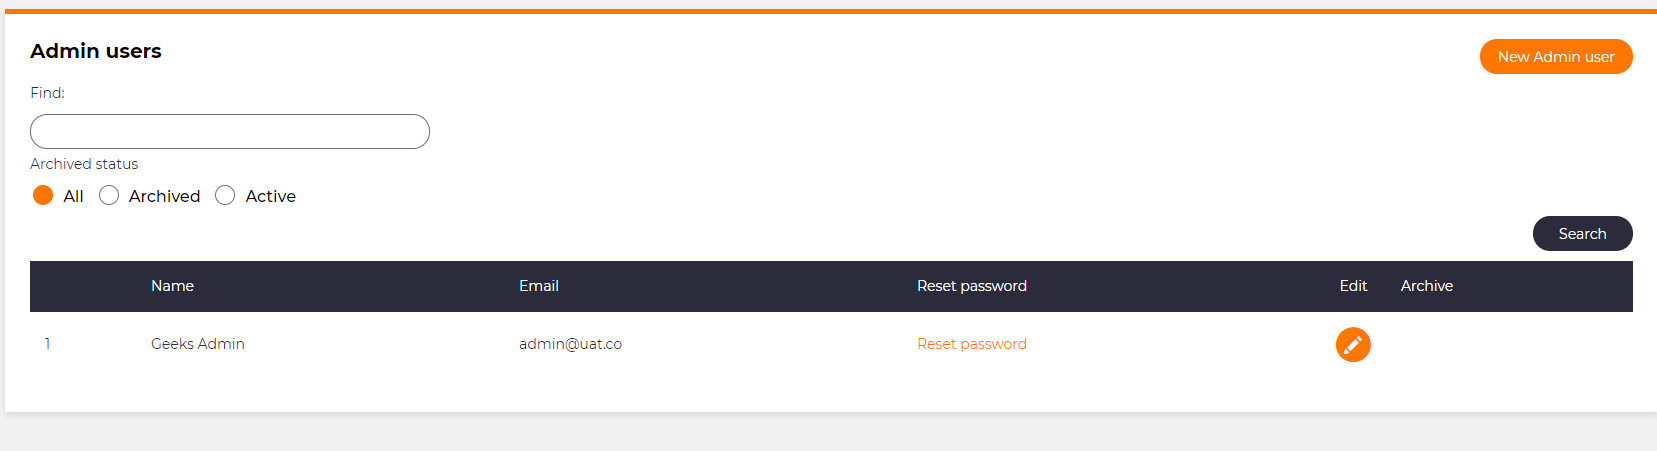 Admin users
New Admin user
Find:
Archived status
All Archived Active
Search
Name Email Reset password Edit Archive
1 Geeks Admin admin@uat.co Reset password